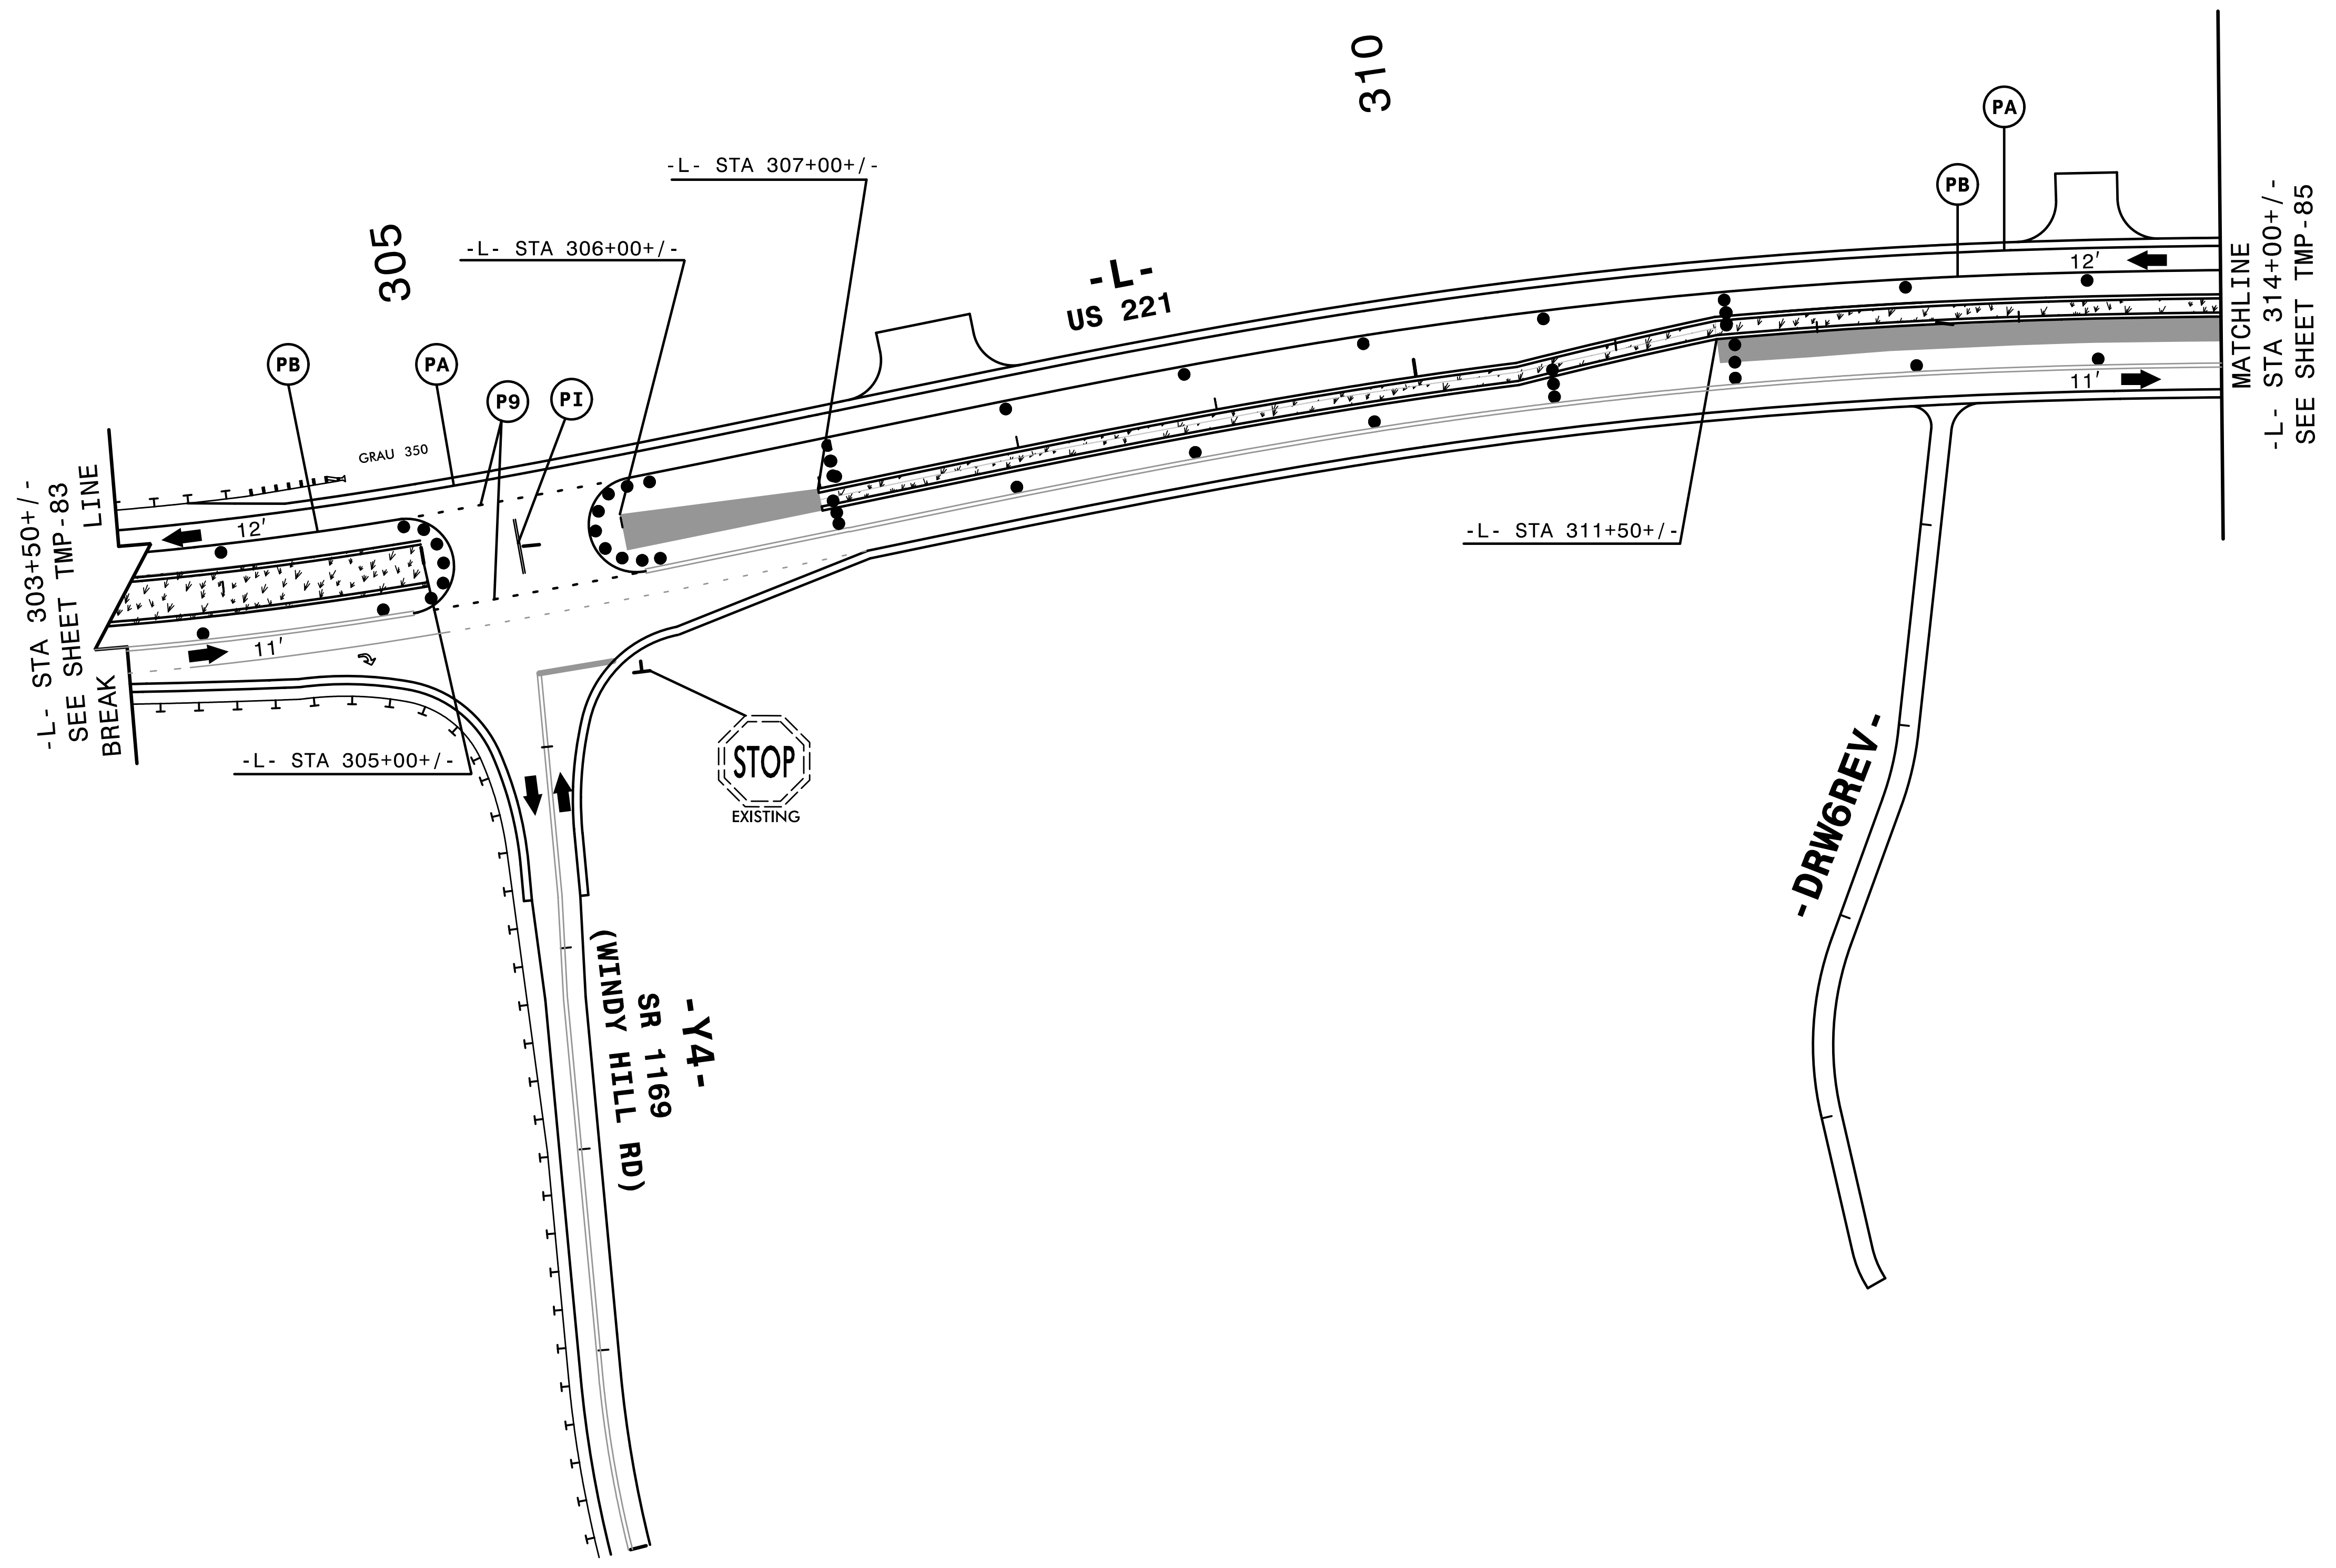 310
PA
-L- STA 307+00+/-
PB
305
-L- STA 306+00+/-
-L-
US 221
12'
MATCHLINE
-L- STA 314+00+/-
SEE SHEET TMP-85
11'
PB
PA
P9
PI
GRAU 350
-L- STA 303+50+/-
SEE SHEET TMP-83
BREAK LINE
12'
11'
-L- STA 311+50+/-
-L- STA 305+00+/-
STOP
EXISTING
-DRW6REV-
-Y4-
SR 1169
(WINDY HILL RD)